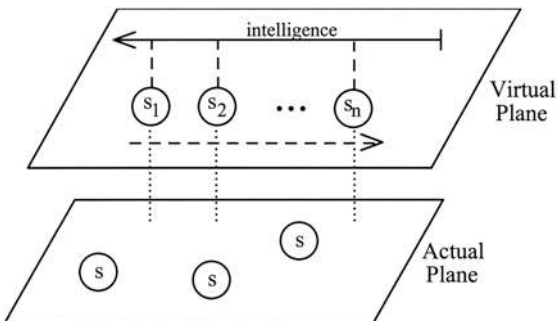 intelligence
s1 s2 ... sn
Virtual
Plane
s
s s
Actual
Plane